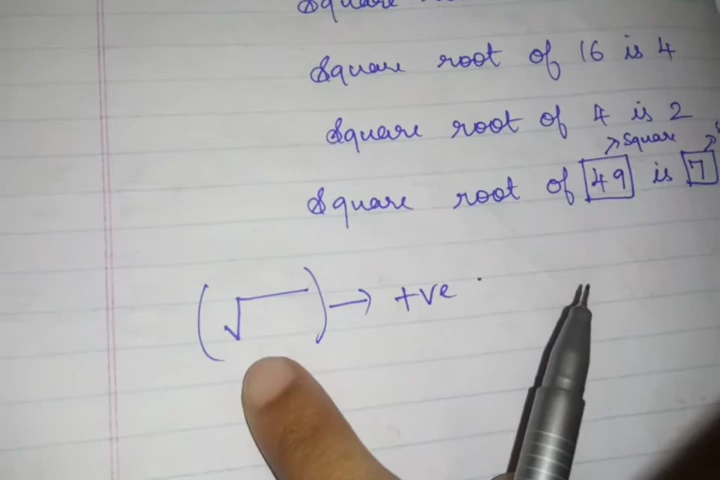 Square
Square root of 16 is 4
Square root of 4 is 2
↗ Square
Square root of 49 is 7
(√ ) → +ve